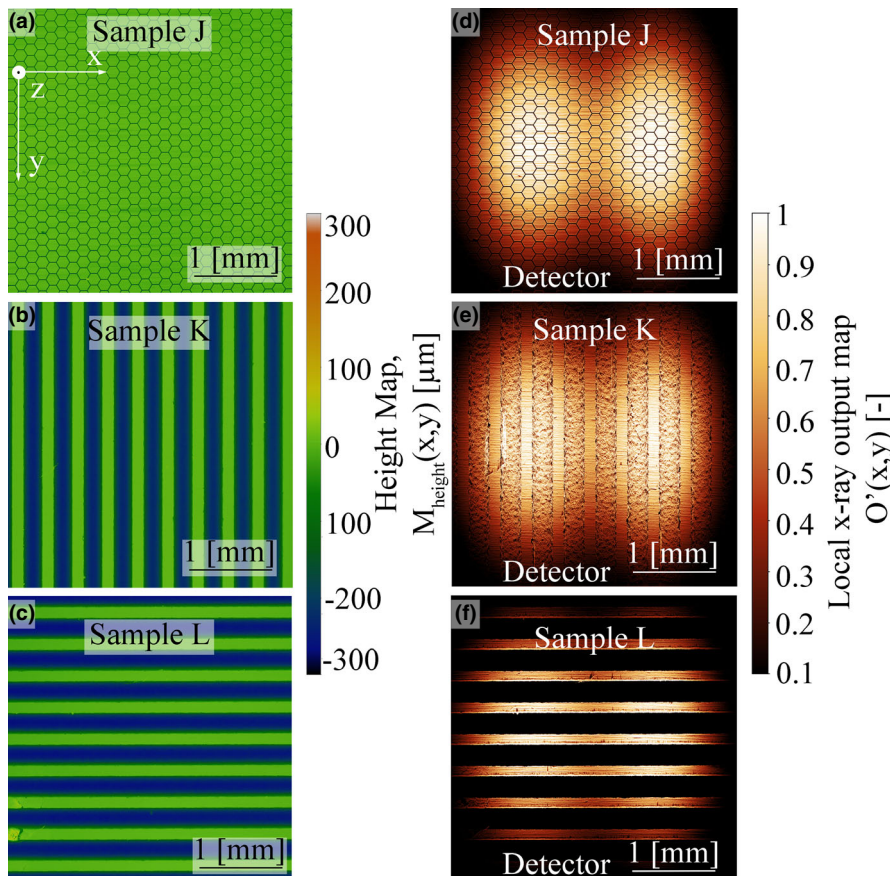 (a)
Sample J
x
z
y
1 [mm]
(b)
Sample K
1 [mm]
(c)
Sample L
1 [mm]
300
200
100
0
100
-200
-300
Height Map,
M_height(x,y) [µm]
(d)
Sample J
Detector
1 [mm]
(e)
Sample K
Detector
1 [mm]
(f)
Sample L
Detector
1 [mm]
1
0.9
0.8
0.7
0.6
0.5
0.4
0.3
0.2
0.1
Local x-ray output map
O'(x,y) [-]